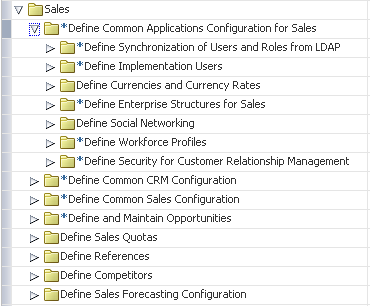 Sales
*Define Common Applications Configuration for Sales
*Define Synchronization of Users and Roles from LDAP
*Define Implementation Users
Define Currencies and Currency Rates
*Define Enterprise Structures for Sales
Define Social Networking
*Define Workforce Profiles
*Define Security for Customer Relationship Management
*Define Common CRM Configuration
*Define Common Sales Configuration
*Define and Maintain Opportunities
Define Sales Quotas
Define References
Define Competitors
Define Sales Forecasting Configuration